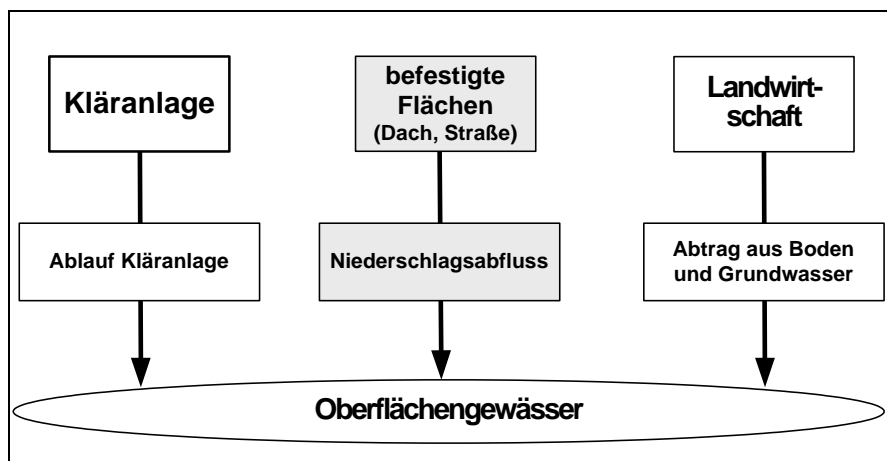 Kläranlage
befestigte
Flächen
(Dach, Straße)
Landwirt-
schaft
Ablauf Kläranlage
Niederschlagsabfluss
Abtrag aus Boden
und Grundwasser
Oberflächengewässer